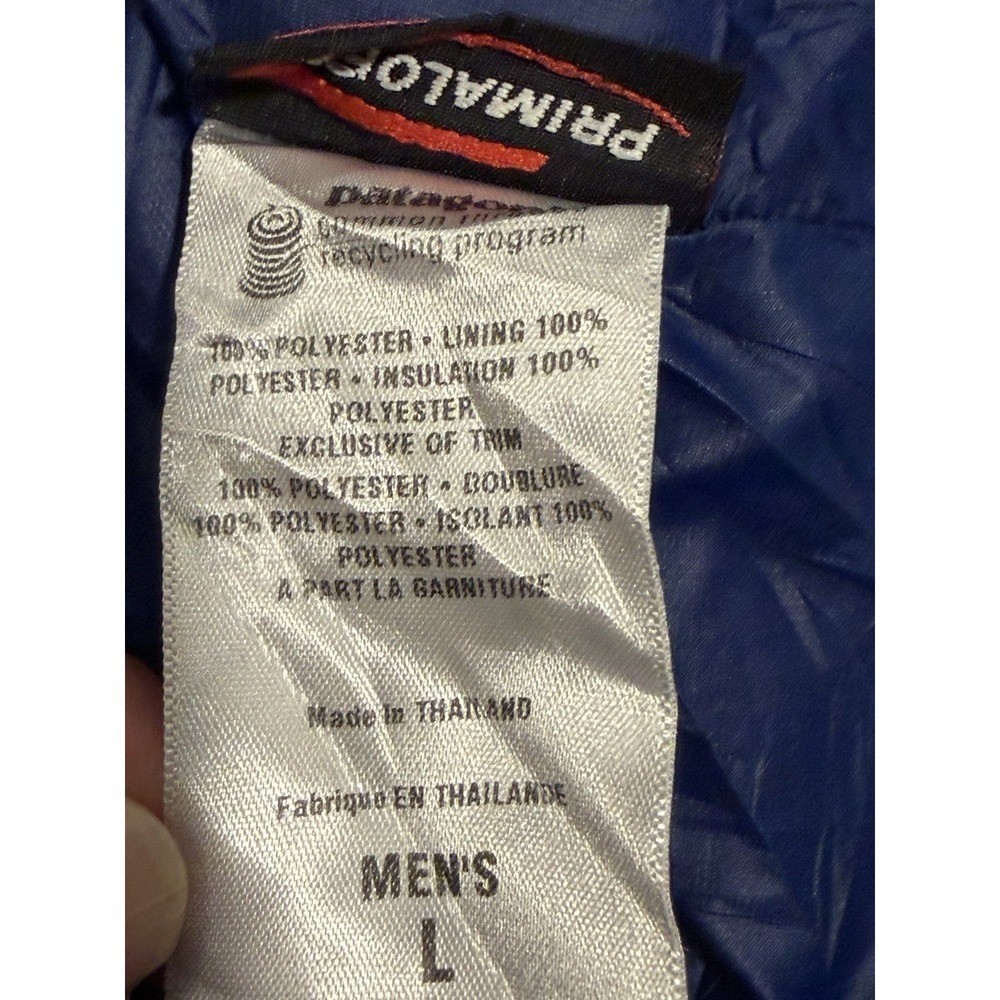 PRIMALOFT
patagonia
common threads
recycling program
100% POLYESTER • LINING 100%
POLYESTER • INSULATION 100%
POLYESTER
EXCLUSIVE OF TRIM
100% POLYESTER • DOUBLURE
100% POLYESTER • ISOLANT 100%
POLYESTER
A PART LA GARNITURE
Made in THAILAND
Fabrique EN THAILANDE
MEN'S
L